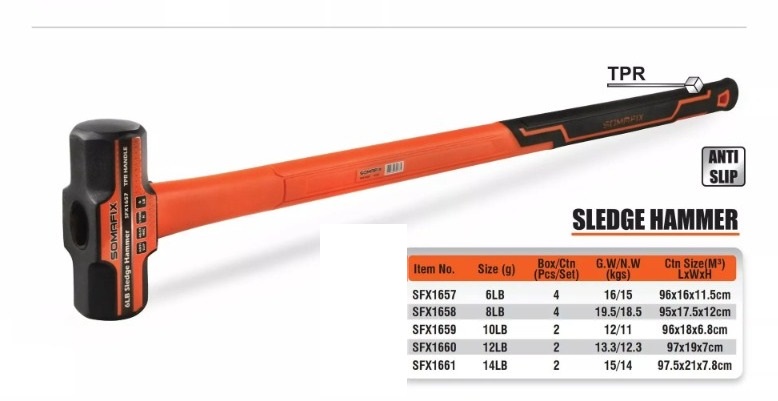 TPR
SOMAFIX
ANTI
SLIP
SOMAFIX
6LB Sledge Hammer
SFX1657 TPR HANDLE
SOMAFIX
SLEDGE HAMMER
Item No. Size (g) Box/Ctn (Pcs/Set) G.W/N.W (kgs) Ctn Size(M³) LxWxH
SFX1657 6LB 4 16/15 96x16x11.5cm
SFX1658 8LB 4 19.5/18.5 95x17.5x12cm
SFX1659 10LB 2 12/11 96x18x6.8cm
SFX1660 12LB 2 13.3/12.3 97x19x7cm
SFX1661 14LB 2 15/14 97.5x21x7.8cm